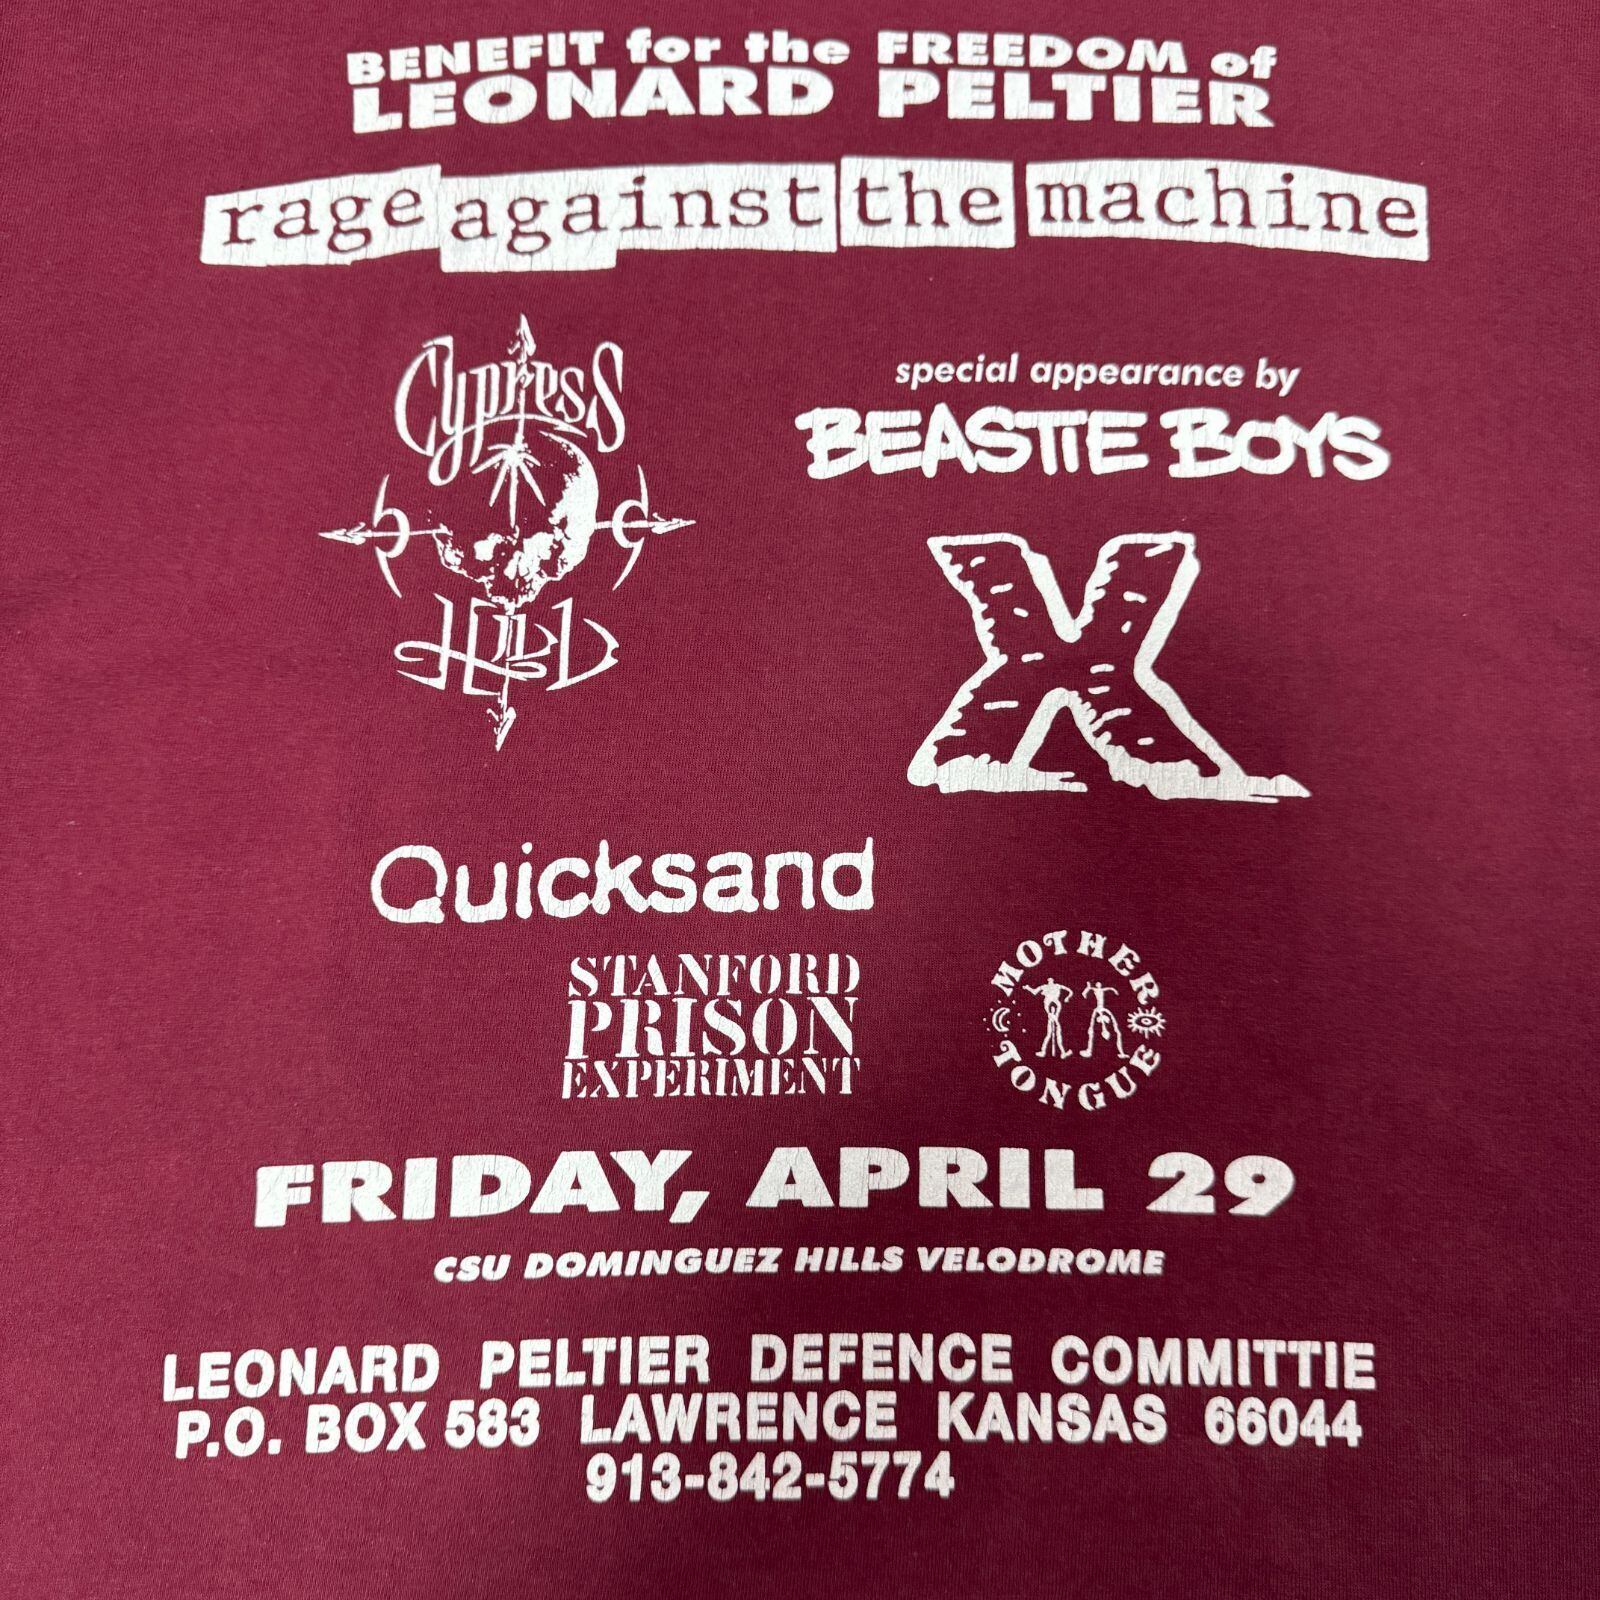 BENEFIT for the FREEDOM of
LEONARD PELTIER
rage against the machine
Cypress
Hill
special appearance by
BEASTIE BOYS
X
Quicksand
STANFORD
PRISON
EXPERIMENT
MOTHER
TONGUE
FRIDAY, APRIL 29
CSU DOMINGUEZ HILLS VELODROME
LEONARD PELTIER DEFENCE COMMITTIE
P.O. BOX 583 LAWRENCE KANSAS 66044
913-842-5774